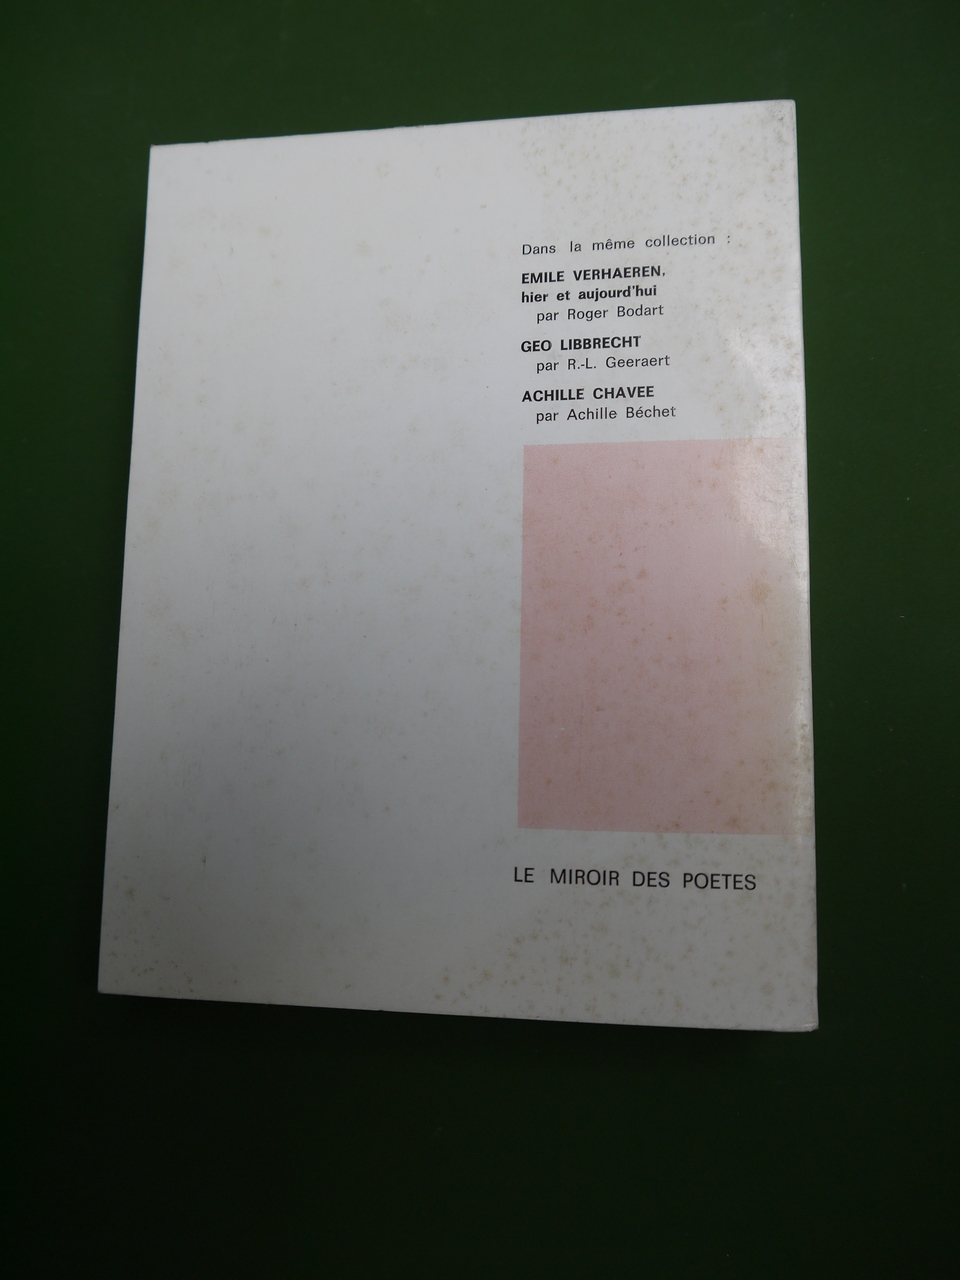 Dans la même collection :
EMILE VERHAEREN,
hier et aujourd'hui
par Roger Bodart
GEO LIBBRECHT
par R.-L. Geeraert
ACHILLE CHAVEE
par Achille Béchet
LE MIROIR DES POETES